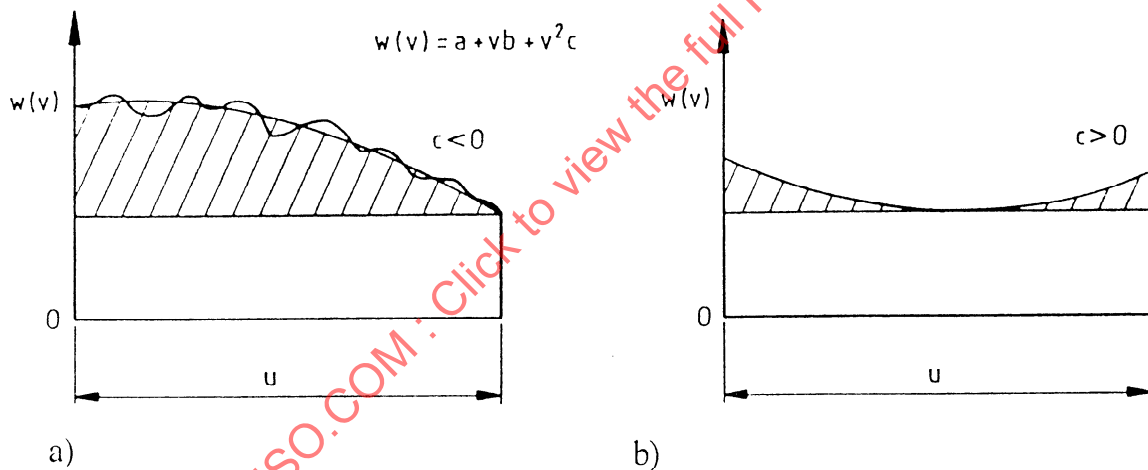 w(v) = a + vb + v²c
w(v)
c<0
0
u
a)
w(v)
c>0
0
u
b)
ISO.COM : Click to view the full